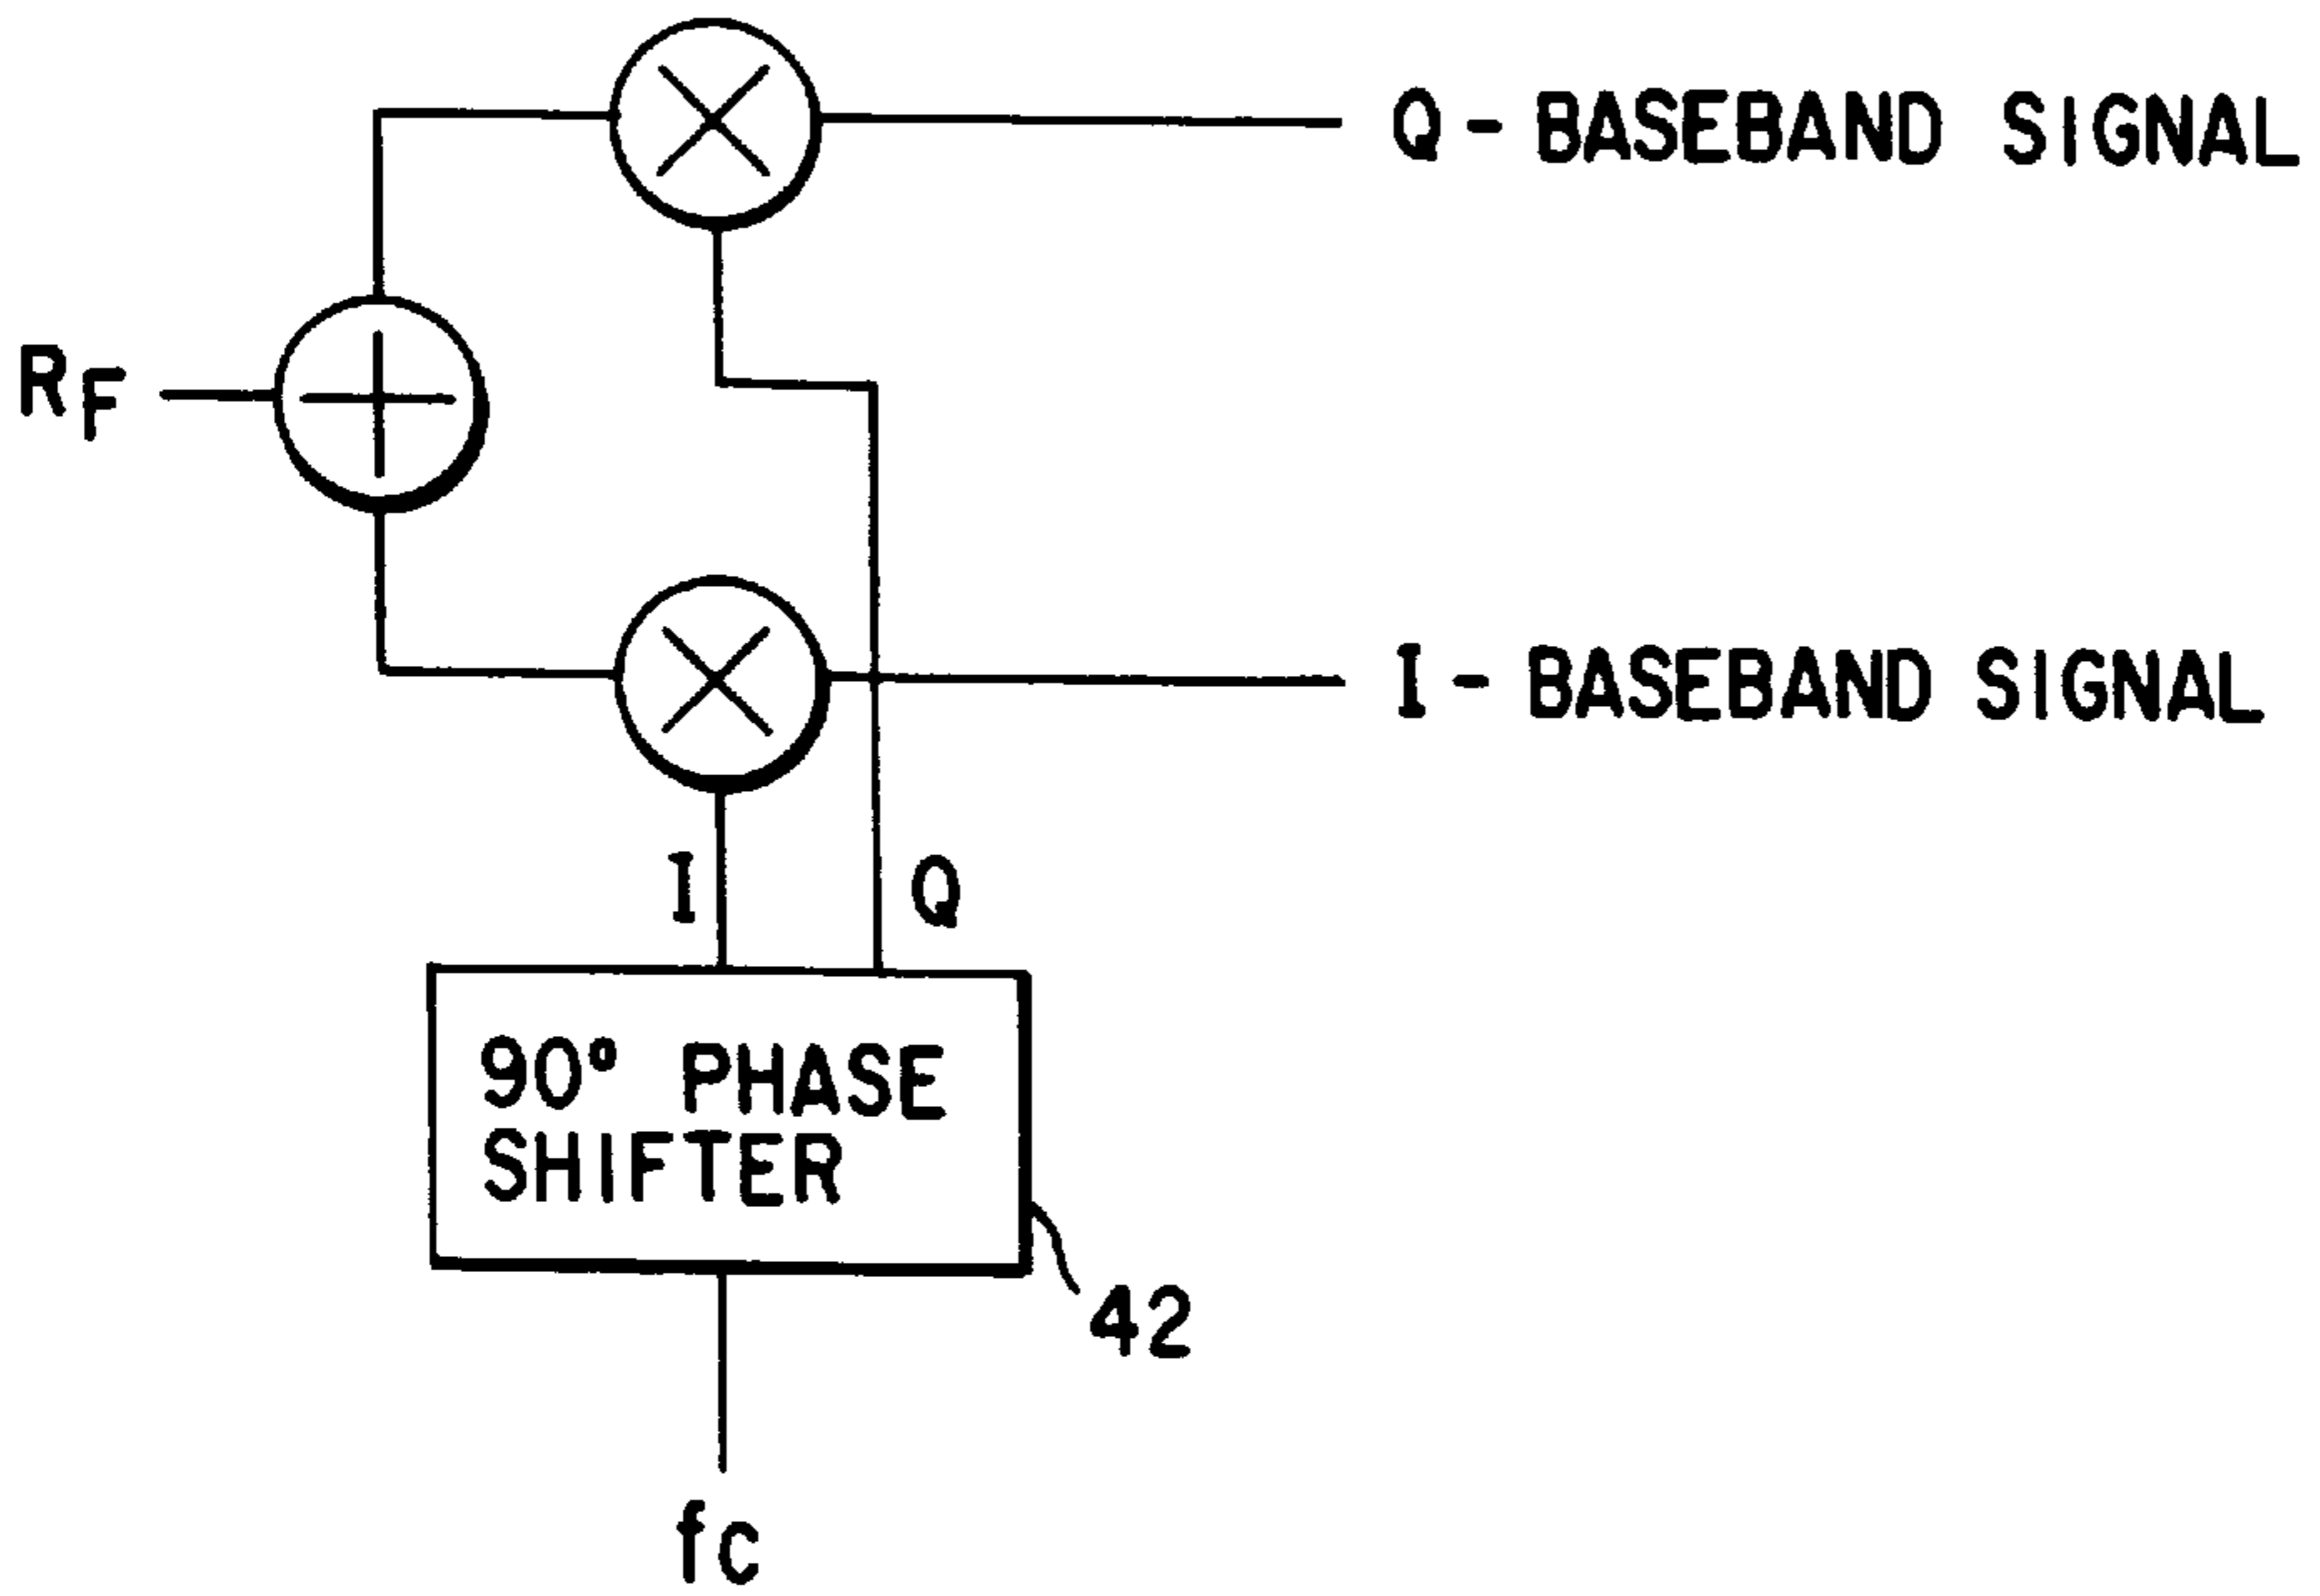 Q - BASEBAND SIGNAL
RF
I - BASEBAND SIGNAL
I
Q
90° PHASE
SHIFTER
42
fc